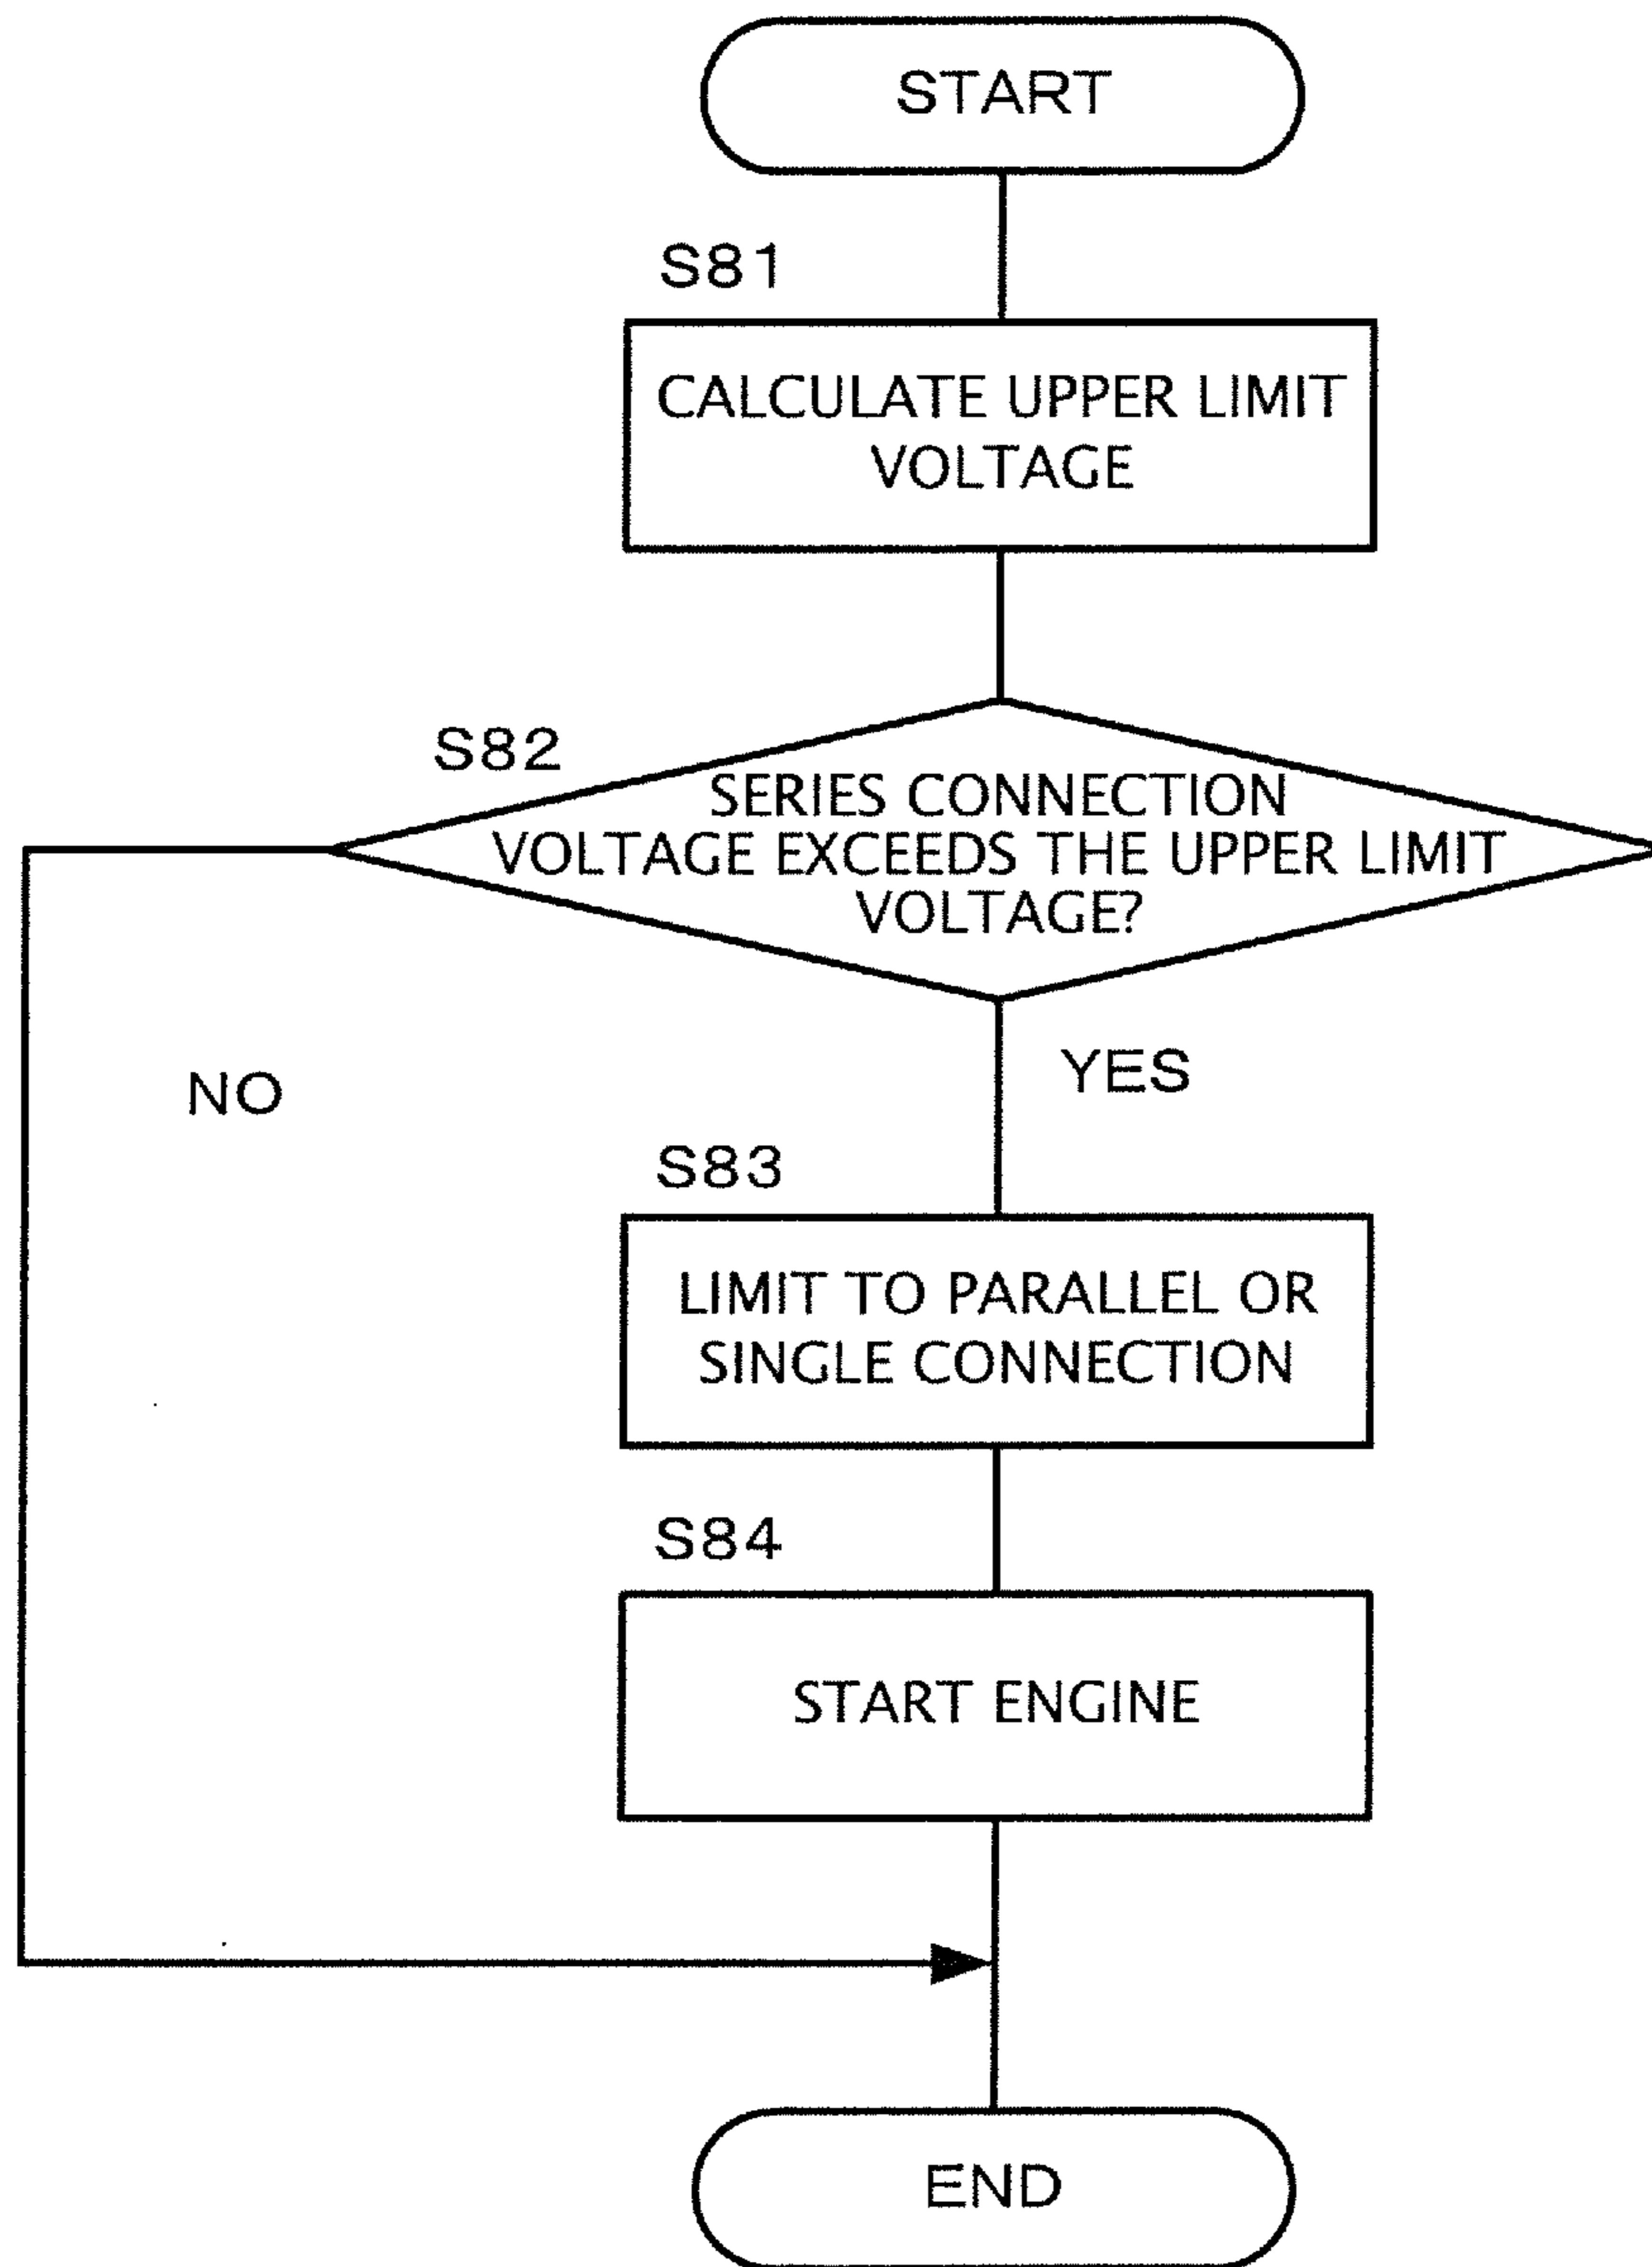 START
S81
CALCULATE UPPER LIMIT
VOLTAGE
S82
SERIES CONNECTION
VOLTAGE EXCEEDS THE UPPER LIMIT
VOLTAGE?
NO
YES
S83
LIMIT TO PARALLEL OR
SINGLE CONNECTION
S84
START ENGINE
END